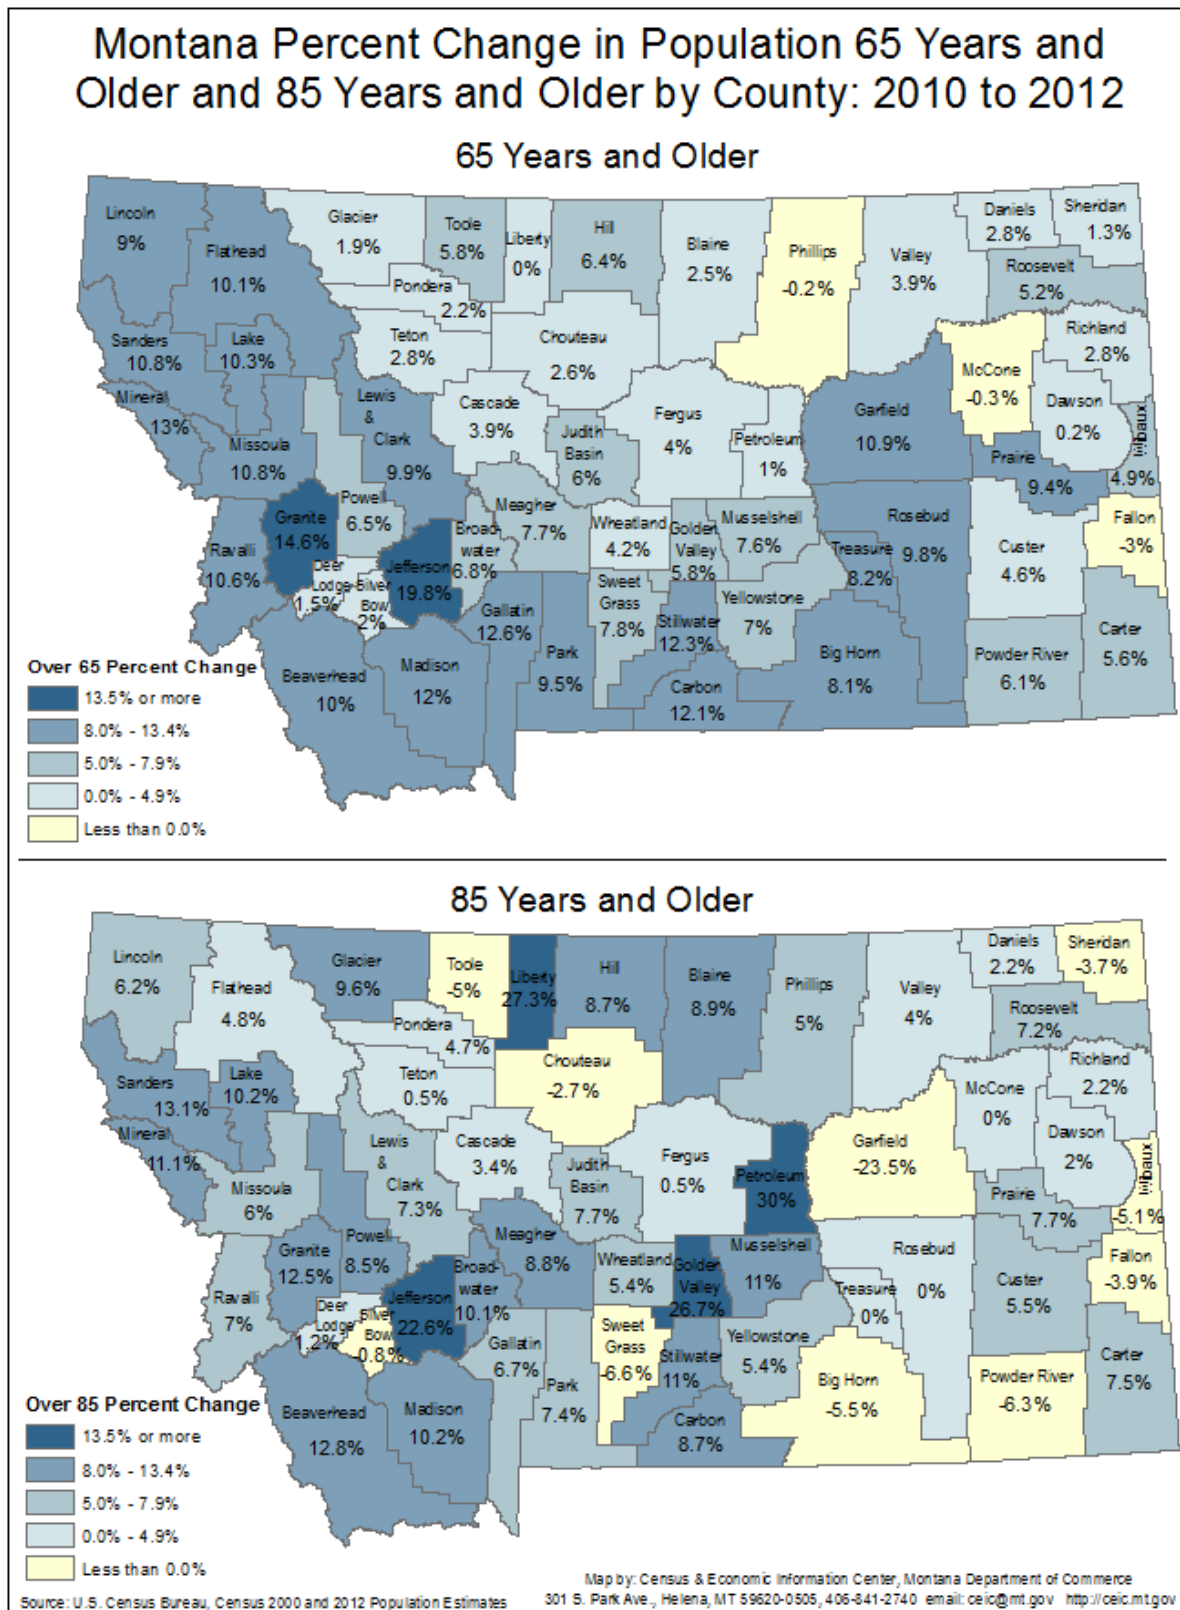 Montana Percent Change in Population 65 Years and
Older and 85 Years and Older by County: 2010 to 2012
65 Years and Older
Lincoln
9%
Flathead
10.1%
Glacier
1.9%
Toole
5.8%
Liberty
0%
Hill
6.4%
Blaine
2.5%
Phillips
-0.2%
Valley
3.9%
Daniels
2.8%
Sheridan
1.3%
Roosevelt
5.2%
Pondera
2.2%
Teton
2.8%
Chouteau
2.6%
Richland
2.8%
McCone
-0.3%
Dawson
0.2%
Sanders
10.8%
Lake
10.3%
Mineral
13%
Missoula
10.8%
Lewis
&
Clark
9.9%
Cascade
3.9%
Judith
Basin
6%
Fergus
4%
Petroleum
1%
Garfield
10.9%
Prairie
9.4%
Wibaux
4.9%
Granite
14.6%
Powell
6.5%
Ravalli
10.6%
Deer
Lodge
1.5%
Silver
Bow
2%
Jefferson
19.8%
Broad-
water
6.8%
Meagher
7.7%
Wheatland
4.2%
Golden
Valley
5.8%
Musselshell
7.6%
Rosebud
9.8%
Treasure
8.2%
Custer
4.6%
Fallon
-3%
Gallatin
12.6%
Park
9.5%
Sweet
Grass
7.8%
Stillwater
12.3%
Yellowstone
7%
Carbon
12.1%
Big Horn
8.1%
Powder River
6.1%
Carter
5.6%
Beaverhead
10%
Madison
12%
Over 65 Percent Change
13.5% or more
8.0% - 13.4%
5.0% - 7.9%
0.0% - 4.9%
Less than 0.0%
85 Years and Older
Lincoln
6.2%
Flathead
4.8%
Glacier
9.6%
Toole
-5%
Liberty
27.3%
Hill
8.7%
Blaine
8.9%
Phillips
5%
Valley
4%
Daniels
2.2%
Sheridan
-3.7%
Roosevelt
7.2%
Pondera
4.7%
Teton
0.5%
Chouteau
-2.7%
Richland
2.2%
McCone
0%
Dawson
2%
Sanders
13.1%
Lake
10.2%
Mineral
11.1%
Missoula
6%
Lewis
&
Clark
7.3%
Cascade
3.4%
Judith
Basin
7.7%
Fergus
0.5%
Petroleum
30%
Garfield
-23.5%
Prairie
7.7%
Wibaux
-5.1%
Granite
12.5%
Powell
8.5%
Ravalli
7%
Deer
Lodge
1.2%
Silver
Bow
-0.8%
Jefferson
22.6%
Broad-
water
10.1%
Meagher
8.8%
Wheatland
5.4%
Golden
Valley
26.7%
Musselshell
11%
Rosebud
0%
Treasure
0%
Custer
5.5%
Fallon
-3.9%
Gallatin
6.7%
Park
7.4%
Sweet
Grass
-6.6%
Stillwater
11%
Yellowstone
5.4%
Carbon
8.7%
Big Horn
-5.5%
Powder River
-6.3%
Carter
7.5%
Beaverhead
12.8%
Madison
10.2%
Over 85 Percent Change
13.5% or more
8.0% - 13.4%
5.0% - 7.9%
0.0% - 4.9%
Less than 0.0%
Map by: Census & Economic Information Center, Montana Department of Commerce
Source: U.S. Census Bureau, Census 2000 and 2012 Population Estimates
301 S. Park Ave., Helena, MT 59620-0505, 406-841-2740 email: ceic@mt.gov http://ceic.mt.gov